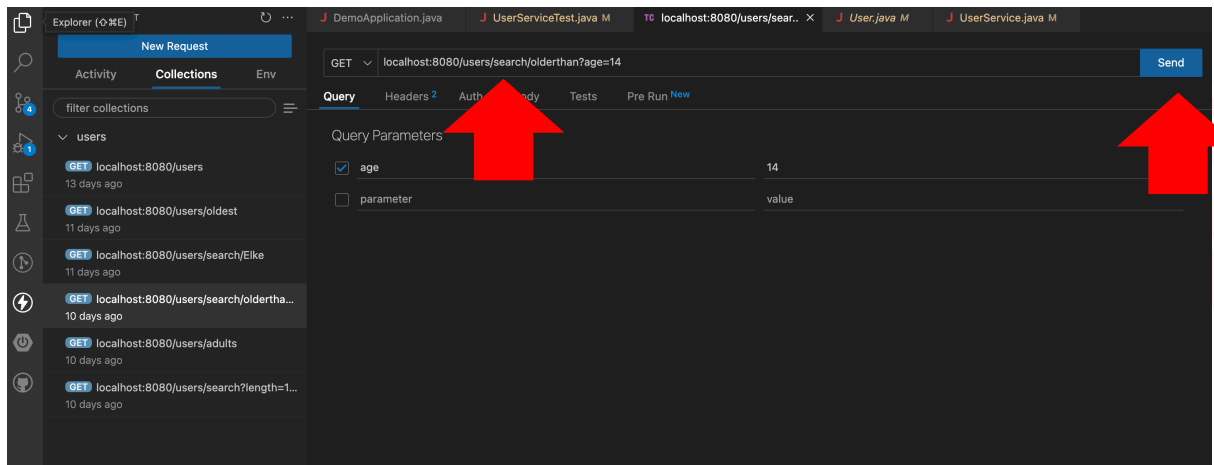 Explorer (⇧⌘E)
T
J DemoApplication.java
J UserServiceTest.java M
TC localhost:8080/users/sear.. ×
J User.java M
J UserService.java M
New Request
Activity Collections Env
filter collections
users
GET localhost:8080/users
13 days ago
GET localhost:8080/users/oldest
11 days ago
GET localhost:8080/users/search/Elke
11 days ago
GET localhost:8080/users/search/oldertha...
10 days ago
GET localhost:8080/users/adults
10 days ago
GET localhost:8080/users/search?length=1...
10 days ago
4
1
GET localhost:8080/users/search/olderthan?age=14 Send
Query Headers 2 Tests Pre Run New
Query Parameters
age 14
parameter value